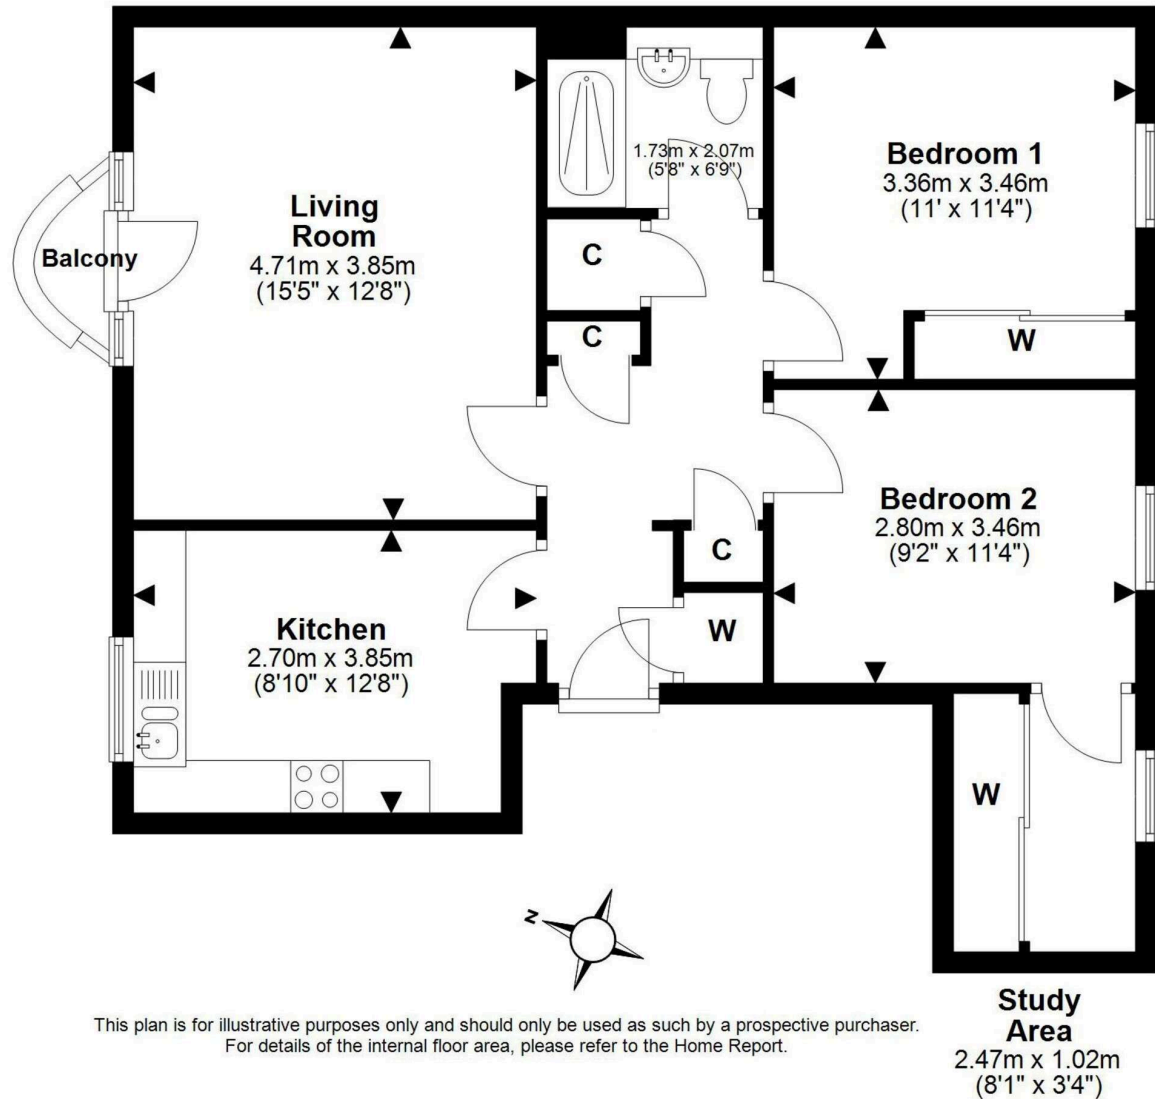 1.73m x 2.07m
(5'8" x 6'9")
Bedroom 1
3.36m x 3.46m
(11' x 11'4")
Living
Room
4.71m x 3.85m
(15'5" x 12'8")
Balcony
C
C
W
Bedroom 2
2.80m x 3.46m
(9'2" x 11'4")
C
Kitchen
2.70m x 3.85m
(8'10" x 12'8")
W
W
N
This plan is for illustrative purposes only and should only be used as such by a prospective purchaser.
For details of the internal floor area, please refer to the Home Report.
Study
Area
2.47m x 1.02m
(8'1" x 3'4")